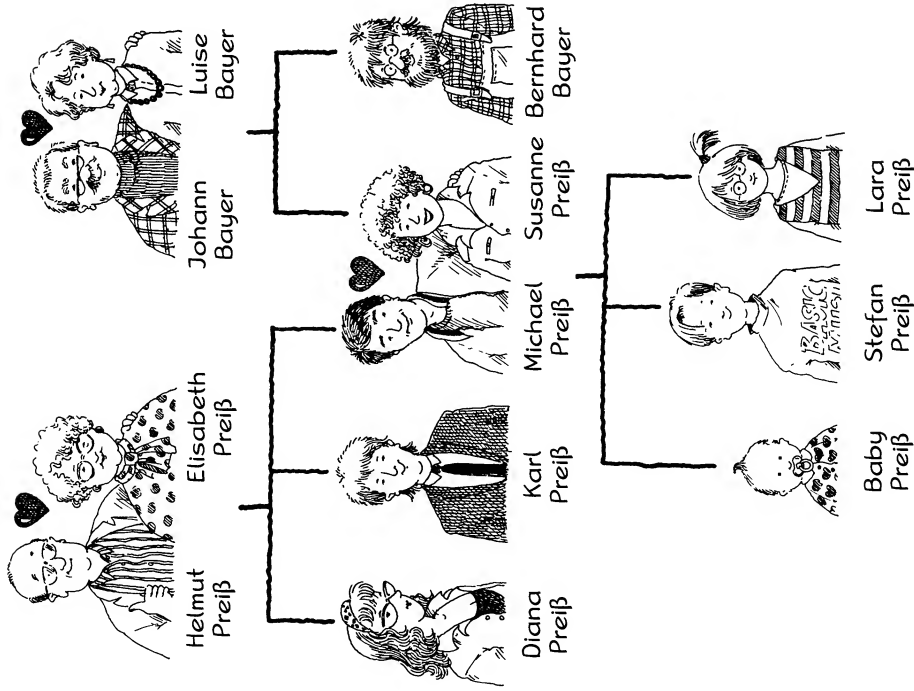 Helmut
Preiß
Elisabeth
Preiß
Johann
Bayer
Luise
Bayer
Diana
Preiß
Karl
Preiß
Michael
Preiß
Susanne
Preiß
Bernhard
Bayer
Baby
Preiß
Stefan
Preiß
Lara
Preiß